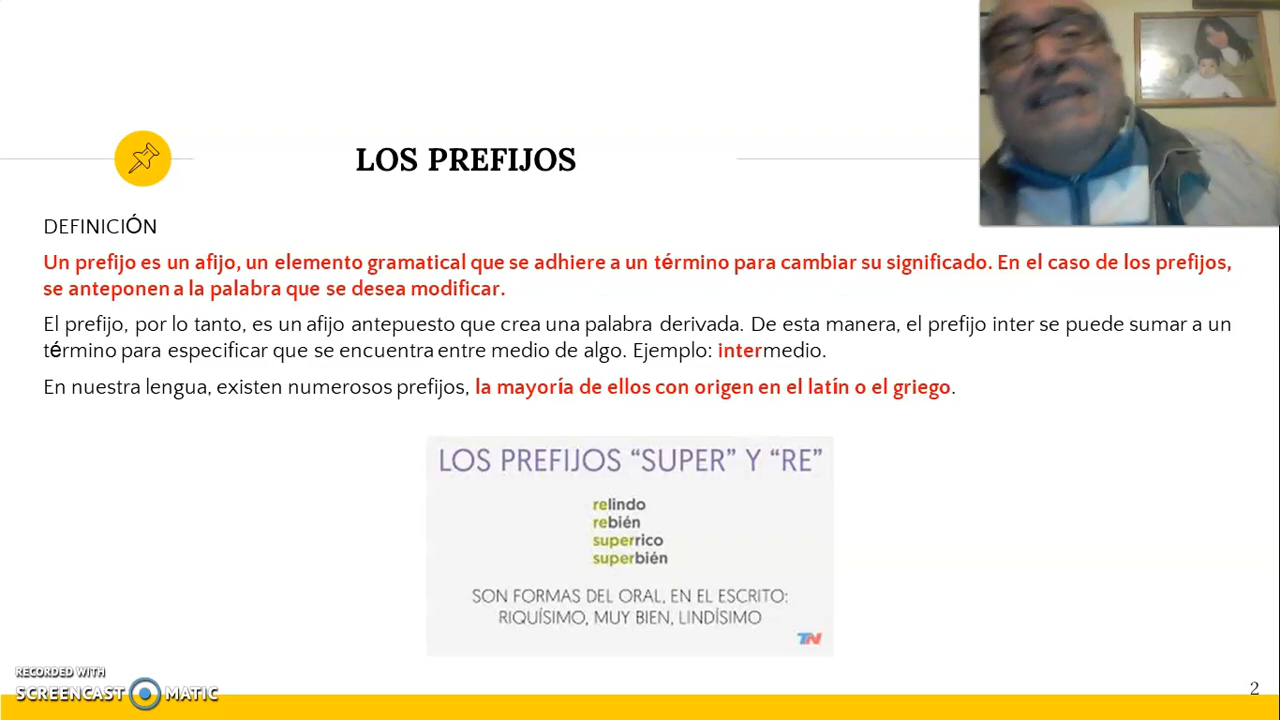 LOS PREFIJOS
DEFINICIÓN
Un prefijo es un afijo, un elemento gramatical que se adhiere a un término para cambiar su significado. En el caso de los prefijos,
se anteponen a la palabra que se desea modificar.
El prefijo, por lo tanto, es un afijo antepuesto que crea una palabra derivada. De esta manera, el prefijo inter se puede sumar a un
término para especificar que se encuentra entre medio de algo. Ejemplo: intermedio.
En nuestra lengua, existen numerosos prefijos, la mayoría de ellos con origen en el latín o el griego.
LOS PREFIJOS “SUPER” Y “RE”
relindo
rebién
superrico
superbién
SON FORMAS DEL ORAL, EN EL ESCRITO:
RIQUÍSIMO, MUY BIEN, LINDÍSIMO
TN
RECORDED WITH
SCREENCAST MATIC
2